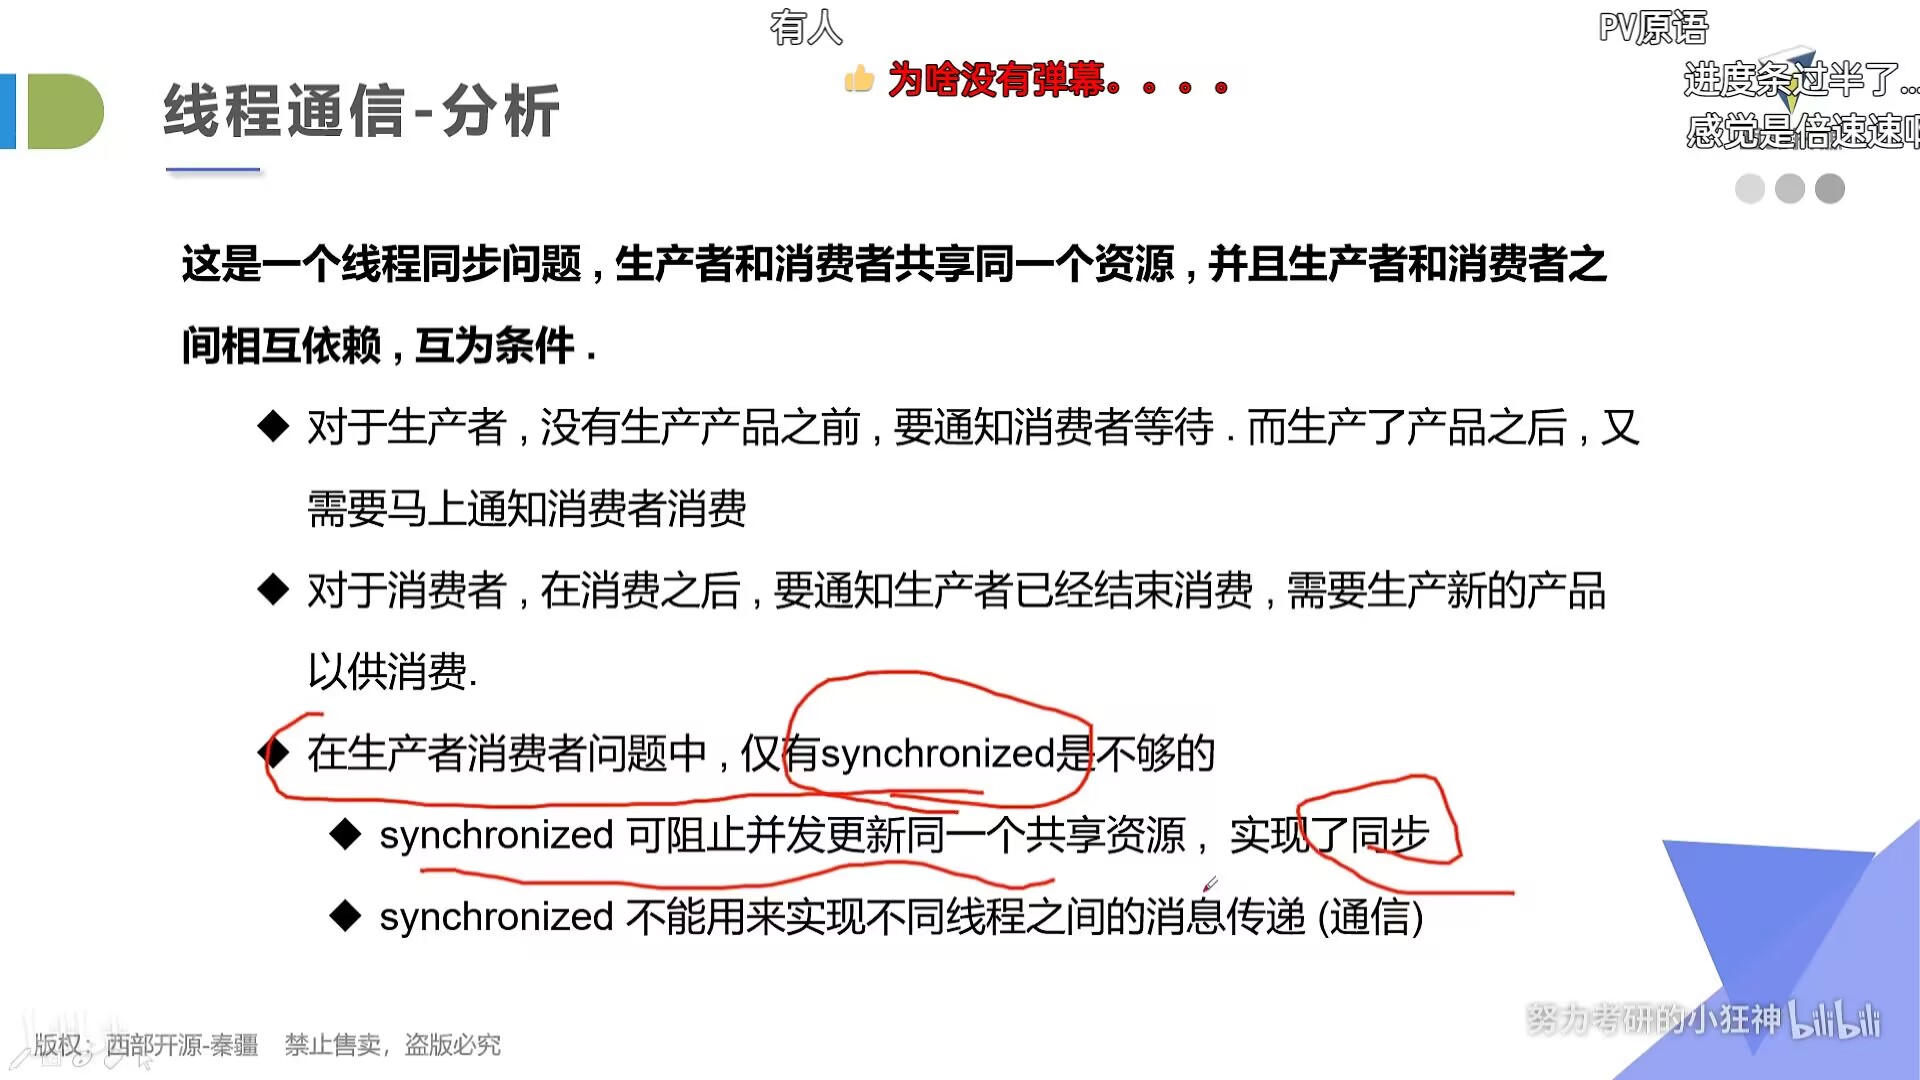 有人
PV原语
为啥没有弹幕。。。。
进度条过半了...
线程通信-分析
感觉是倍速速
这是一个线程同步问题 , 生产者和消费者共享同一个资源 , 并且生产者和消费者之
间相互依赖 , 互为条件 .
◆ 对于生产者 , 没有生产产品之前 , 要通知消费者等待 . 而生产了产品之后 , 又
需要马上通知消费者消费
◆ 对于消费者 , 在消费之后 , 要通知生产者已经结束消费 , 需要生产新的产品
以供消费.
◆ 在生产者消费者问题中 , 仅有synchronized是不够的
◆ synchronized 可阻止并发更新同一个共享资源 , 实现了同步
◆ synchronized 不能用来实现不同线程之间的消息传递 (通信)
努力考研的小狂神 bilibili
版权：西部开源-秦疆 禁止售卖，盗版必究